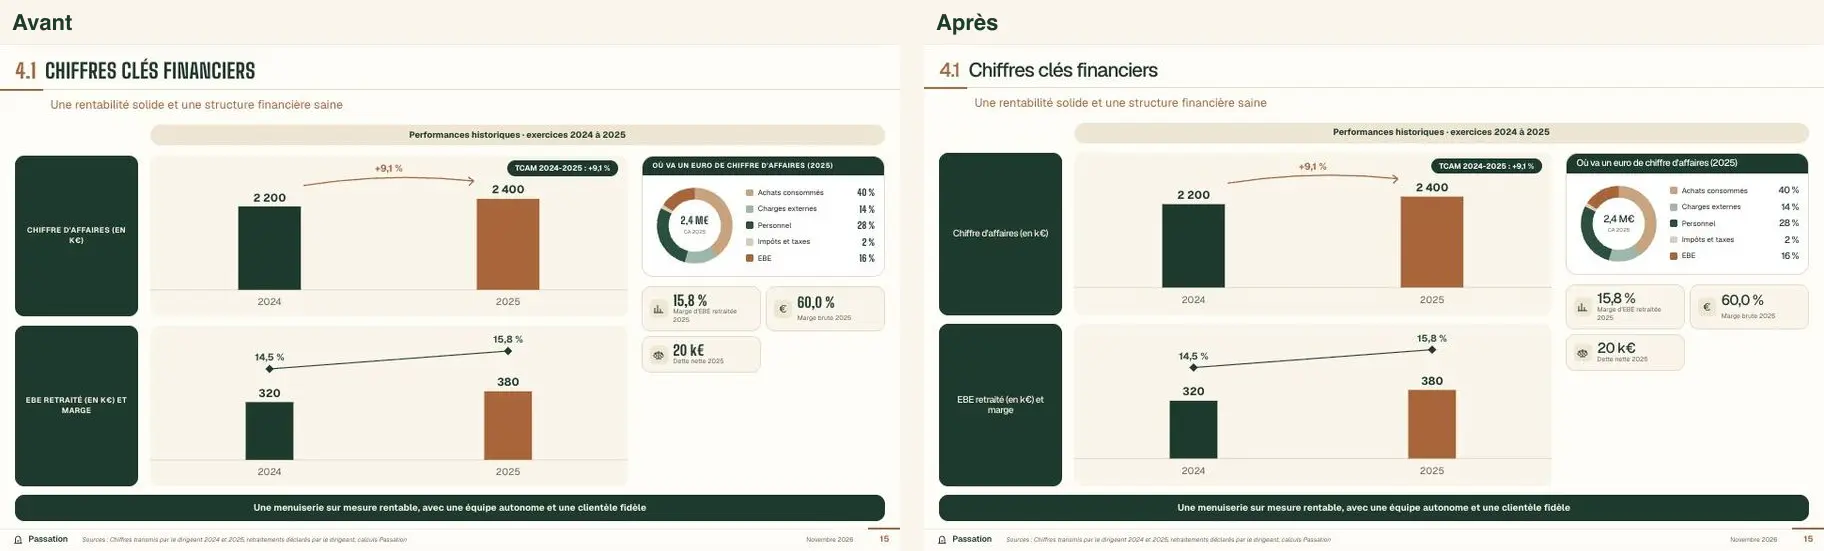 Avant
4.1 CHIFFRES CLÉS FINANCIERS
Une rentabilité solide et une structure financière saine
Performances historiques · exercices 2024 à 2025
CHIFFRE D'AFFAIRES (EN
K€)
+9,1 %
TCAM 2024-2025 : +9,1 %
2 200
2 400
2024
2025
OÙ VA UN EURO DE CHIFFRE D'AFFAIRES (2025)
2,4 M€
CA 2025
Achats consommés 40 %
Charges externes 14 %
Personnel 28 %
Impôts et taxes 2 %
EBE 16 %
15,8 %
Marge d'EBE retraitée
2025
€
60,0 %
Marge brute 2025
20 k€
Dette nette 2025
EBE RETRAITÉ (EN K€) ET
MARGE
14,5 %
15,8 %
320
380
2024
2025
Une menuiserie sur mesure rentable, avec une équipe autonome et une clientèle fidèle
Passation
Sources : Chiffres transmis par le dirigeant 2024 et 2025, retraitements déclarés par le dirigeant, calculs Passation
Novembre 2026
15
Après
4.1 Chiffres clés financiers
Une rentabilité solide et une structure financière saine
Performances historiques · exercices 2024 à 2025
Chiffre d'affaires (en k€)
+9,1 %
TCAM 2024-2025 : +9,1 %
2 200
2 400
2024
2025
Où va un euro de chiffre d'affaires (2025)
2,4 M€
CA 2025
Achats consommés 40 %
Charges externes 14 %
Personnel 28 %
Impôts et taxes 2 %
EBE 16 %
15,8 %
Marge d'EBE retraitée
2025
€
60,0 %
Marge brute 2025
20 k€
Dette nette 2025
EBE retraité (en k€) et
marge
14,5 %
15,8 %
320
380
2024
2025
Une menuiserie sur mesure rentable, avec une équipe autonome et une clientèle fidèle
Passation
Sources : Chiffres transmis par le dirigeant 2024 et 2025, retraitements déclarés par le dirigeant, calculs Passation
Novembre 2026
15